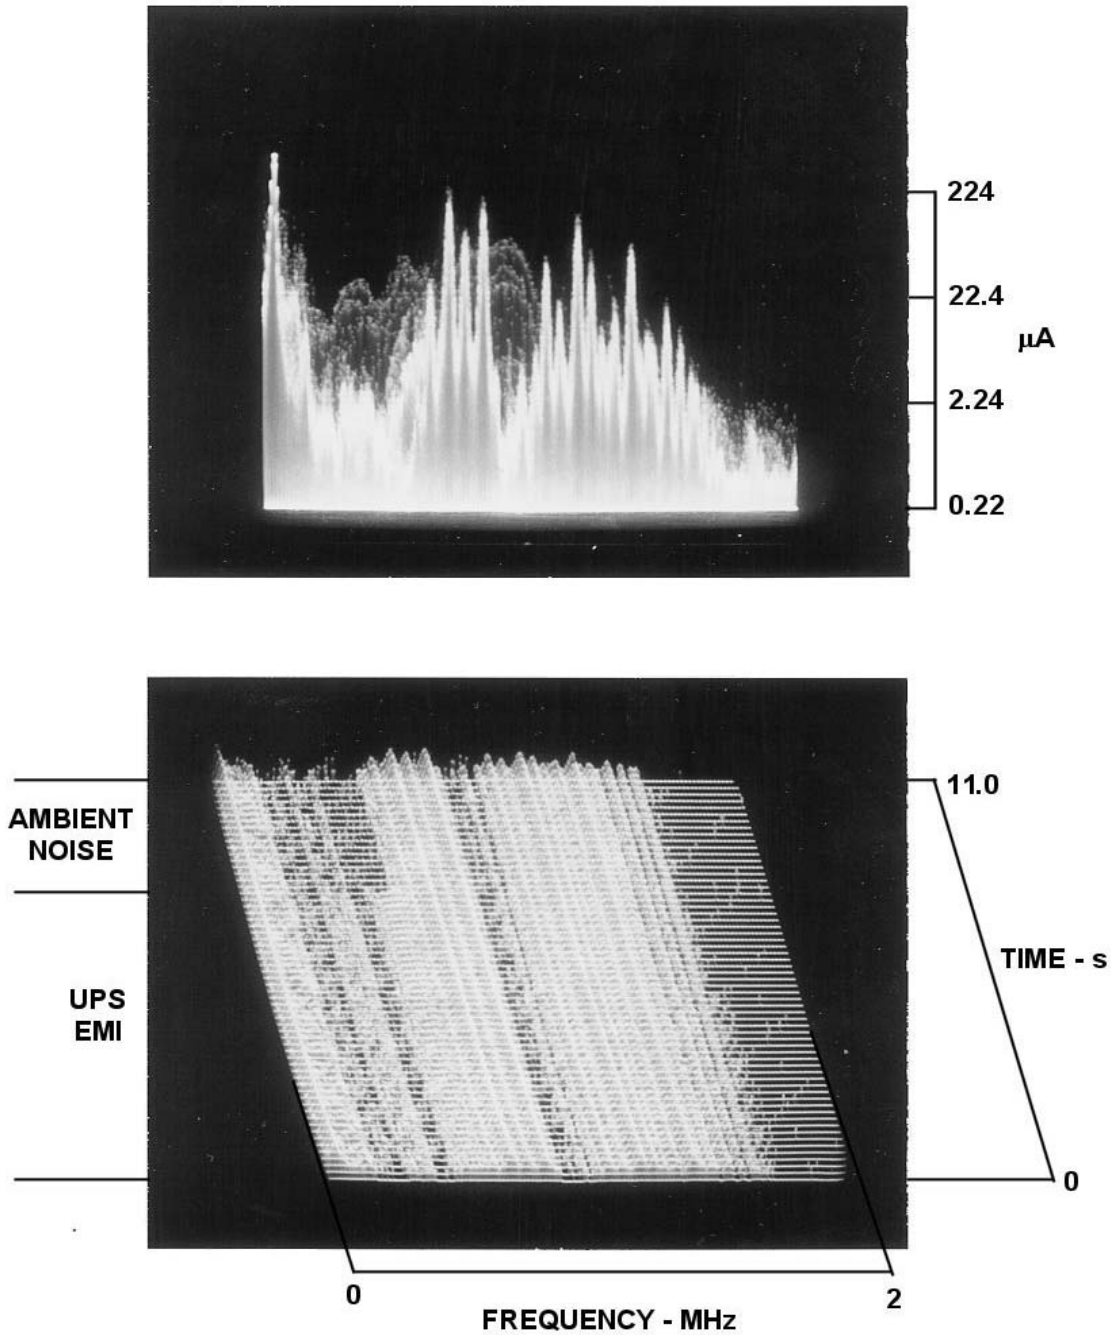 224
22.4
µA
2.24
0.22
11.0
AMBIENT
NOISE
TIME - s
UPS
EMI
0
0
2
FREQUENCY - MHz